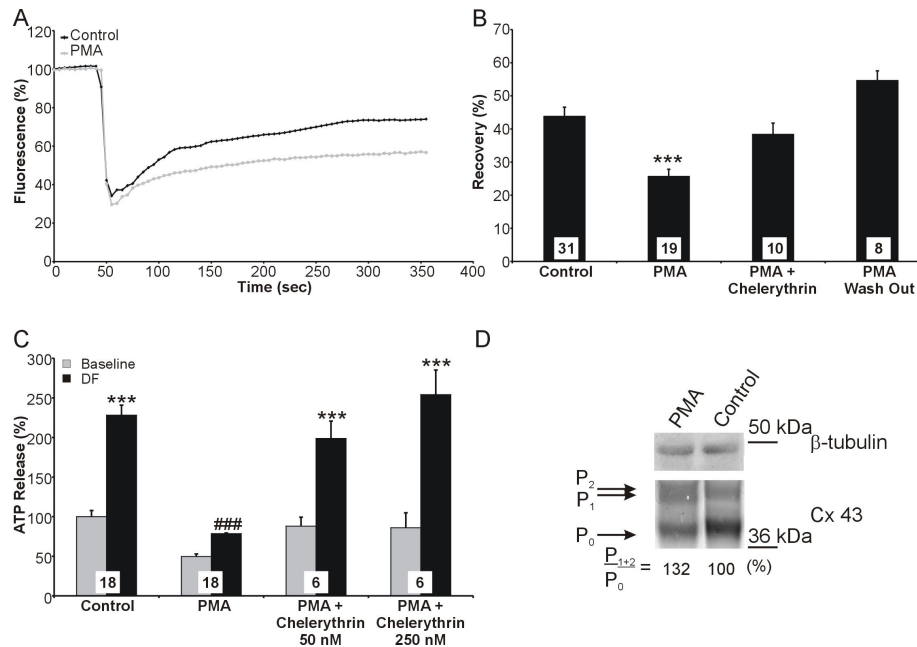 A
120
100
80
60
40
20
0
Fluorescence (%)
Control
PMA
0 50 100 150 200 250 300 350 400
Time (sec)
B
70
60
50
40
30
20
10
0
Recovery (%)
***
31 19 10 8
Control PMA PMA + Chelerythrin PMA Wash Out
C
300
250
200
150
100
50
0
ATP Release (%)
Baseline
DF
*** ### *** ***
18 18 6 6
Control PMA PMA + Chelerythrin 50 nM PMA + Chelerythrin 250 nM
D
PMA Control
50 kDa
β-tubulin
P2
P1
P0
Cx 43
36 kDa
P1+2
P0
= 132 100 (%)